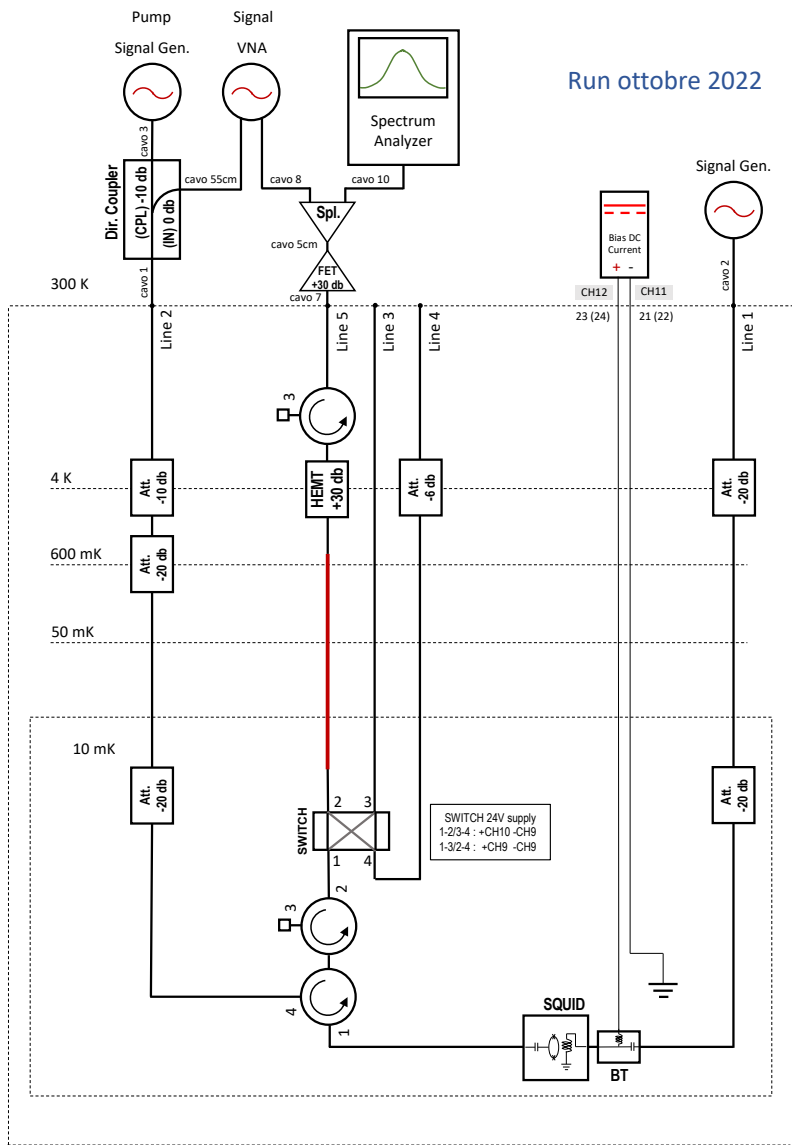 Pump
Signal Gen.
Signal
VNA
Spectrum
Analyzer
Run ottobre 2022
Signal Gen.
cavo 3
cavo 55cm
cavo 8
cavo 10
Dir. Coupler
(CPL) -10 db
(IN) 0 db
Spl.
cavo 5cm
FET
+30 db
cavo 1
cavo 7
cavo 2
Bias DC
Current
+ -
CH12
CH11
23 (24)
21 (22)
300 K
Line 2
Line 5
Line 3
Line 4
Line 1
3
4 K
Att.
-10 db
HEMT
+30 db
Att.
-6 db
Att.
-20 db
600 mK
Att.
-20 db
50 mK
10 mK
Att.
-20 db
Att.
-20 db
2
3
SWITCH
1
4
SWITCH 24V supply
1-2/3-4 : +CH10 -CH9
1-3/2-4 : +CH9 -CH9
2
3
4
1
SQUID
BT